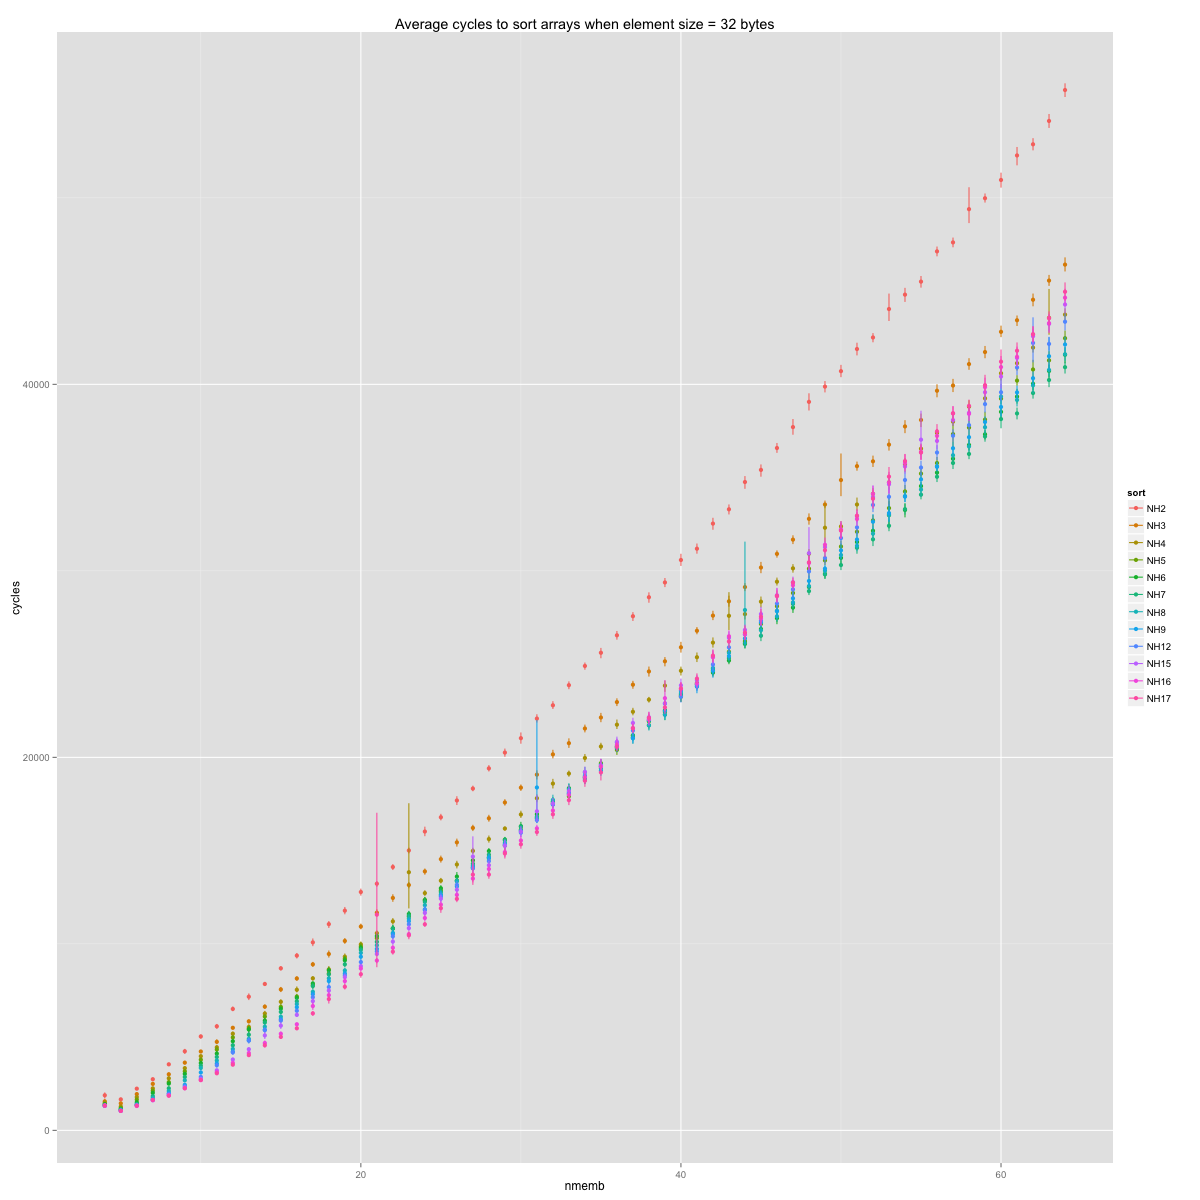 Average cycles to sort arrays when element size = 32 bytes
cycles
40000
20000
0
20
40
60
nmemb
sort
NH2
NH3
NH4
NH5
NH6
NH7
NH8
NH9
NH12
NH15
NH16
NH17